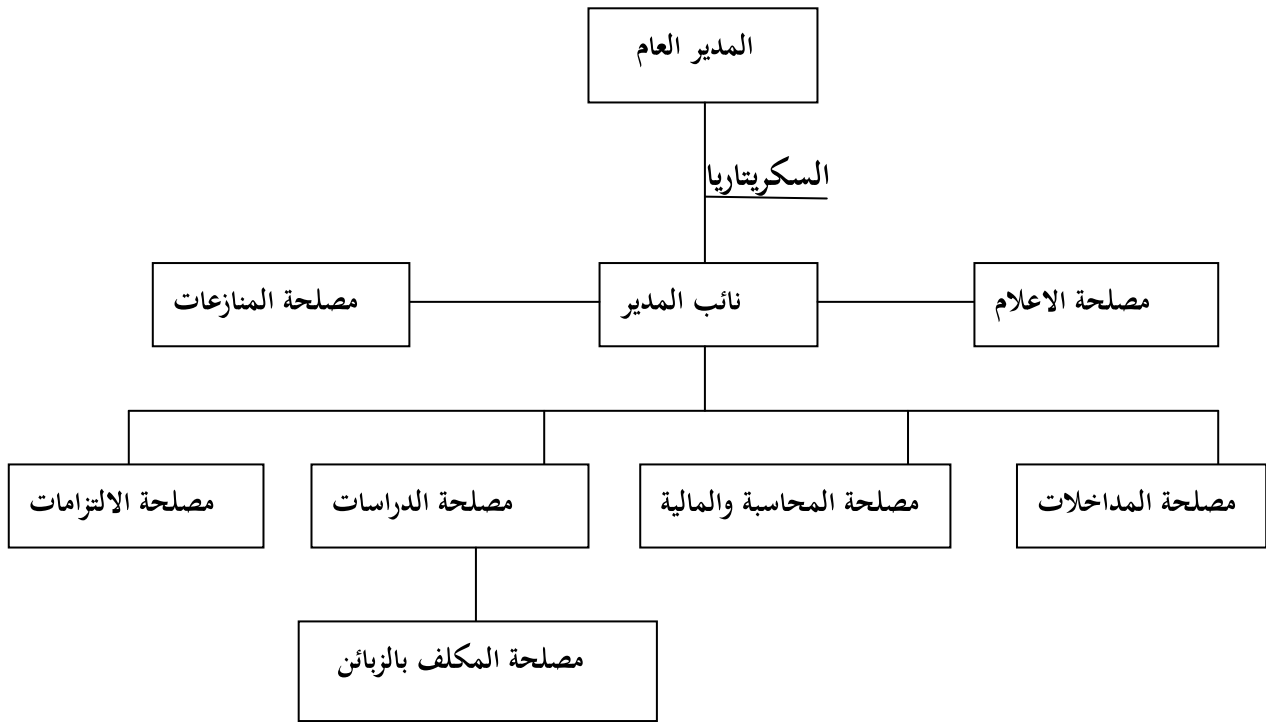 المدير العام
السكريتاريا
مصلحة الاعلام
نائب المدير
مصلحة المنازعات
مصلحة المداخلات
مصلحة المحاسبة والمالية
مصلحة الدراسات
مصلحة الالتزامات
مصلحة المكلف بالزبائن